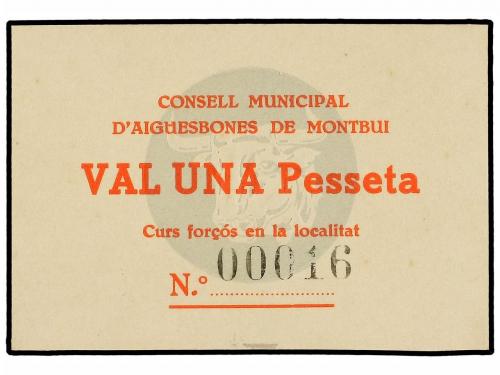 CONSELL MUNICIPAL
D'AIGUESBONES DE MONTBUI
VAL UNA Pesseta
Curs forçós en la localitat
N.º 00016